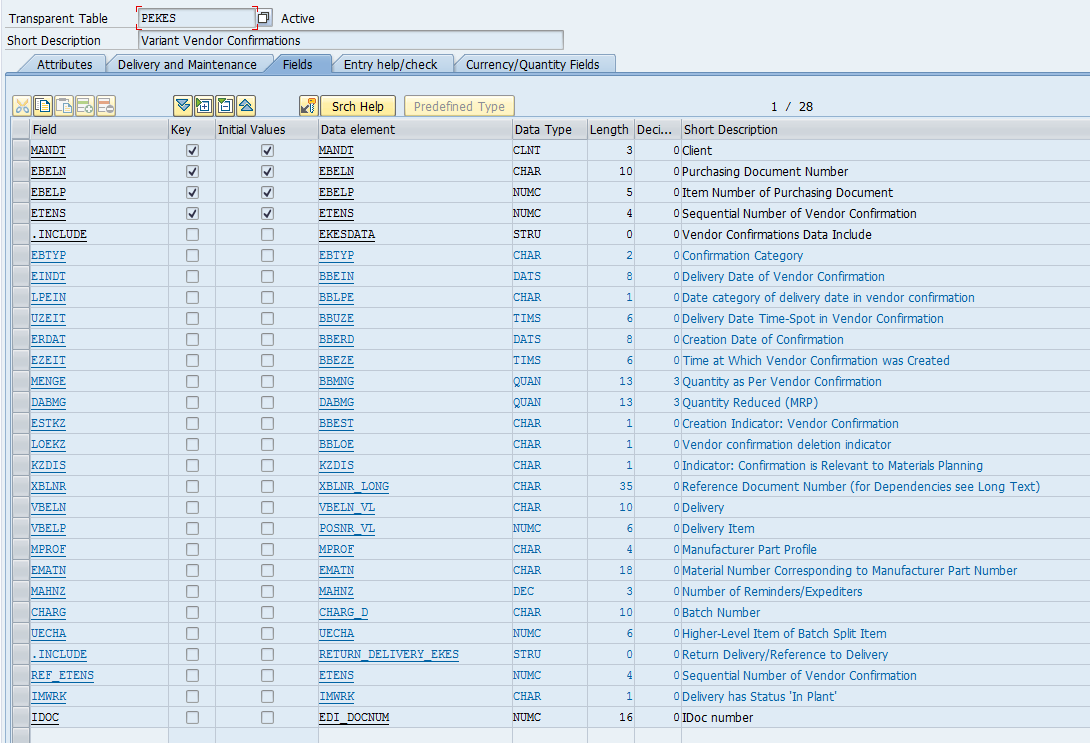 Transparent Table PEKES Active
Short Description Variant Vendor Confirmations
Attributes Delivery and Maintenance Fields Entry help/check Currency/Quantity Fields
Srch Help Predefined Type 1 / 28
Field Key Initial Values Data element Data Type Length Deci... Short Description
MANDT MANDT CLNT 3 0 Client
EBELN EBELN CHAR 10 0 Purchasing Document Number
EBELP EBELP NUMC 5 0 Item Number of Purchasing Document
ETENS ETENS NUMC 4 0 Sequential Number of Vendor Confirmation
.INCLUDE EKESDATA STRU 0 0 Vendor Confirmations Data Include
EBTYP EBTYP CHAR 2 0 Confirmation Category
EINDT BBEIN DATS 8 0 Delivery Date of Vendor Confirmation
LPEIN BBLPE CHAR 1 0 Date category of delivery date in vendor confirmation
UZEIT BBUZE TIMS 6 0 Delivery Date Time-Spot in Vendor Confirmation
ERDAT BBERD DATS 8 0 Creation Date of Confirmation
EZEIT BBEZE TIMS 6 0 Time at Which Vendor Confirmation was Created
MENGE BBMNG QUAN 13 3 Quantity as Per Vendor Confirmation
DABMG DABMG QUAN 13 3 Quantity Reduced (MRP)
ESTKZ BBEST CHAR 1 0 Creation Indicator: Vendor Confirmation
LOEKZ BBLOE CHAR 1 0 Vendor confirmation deletion indicator
KZDIS KZDIS CHAR 1 0 Indicator: Confirmation is Relevant to Materials Planning
XBLNR XBLNR_LONG CHAR 35 0 Reference Document Number (for Dependencies see Long Text)
VBELN VBELN_VL CHAR 10 0 Delivery
VBELP POSNR_VL NUMC 6 0 Delivery Item
MPROF MPROF CHAR 4 0 Manufacturer Part Profile
EMATN EMATN CHAR 18 0 Material Number Corresponding to Manufacturer Part Number
MAHNZ MAHNZ DEC 3 0 Number of Reminders/Expediters
CHARG CHARG_D CHAR 10 0 Batch Number
UECHA UECHA NUMC 6 0 Higher-Level Item of Batch Split Item
.INCLUDE RETURN_DELIVERY_EKES STRU 0 0 Return Delivery/Reference to Delivery
REF_ETENS ETENS NUMC 4 0 Sequential Number of Vendor Confirmation
IMWRK IMWRK CHAR 1 0 Delivery has Status 'In Plant'
IDOC EDI_DOCNUM NUMC 16 0 IDoc number